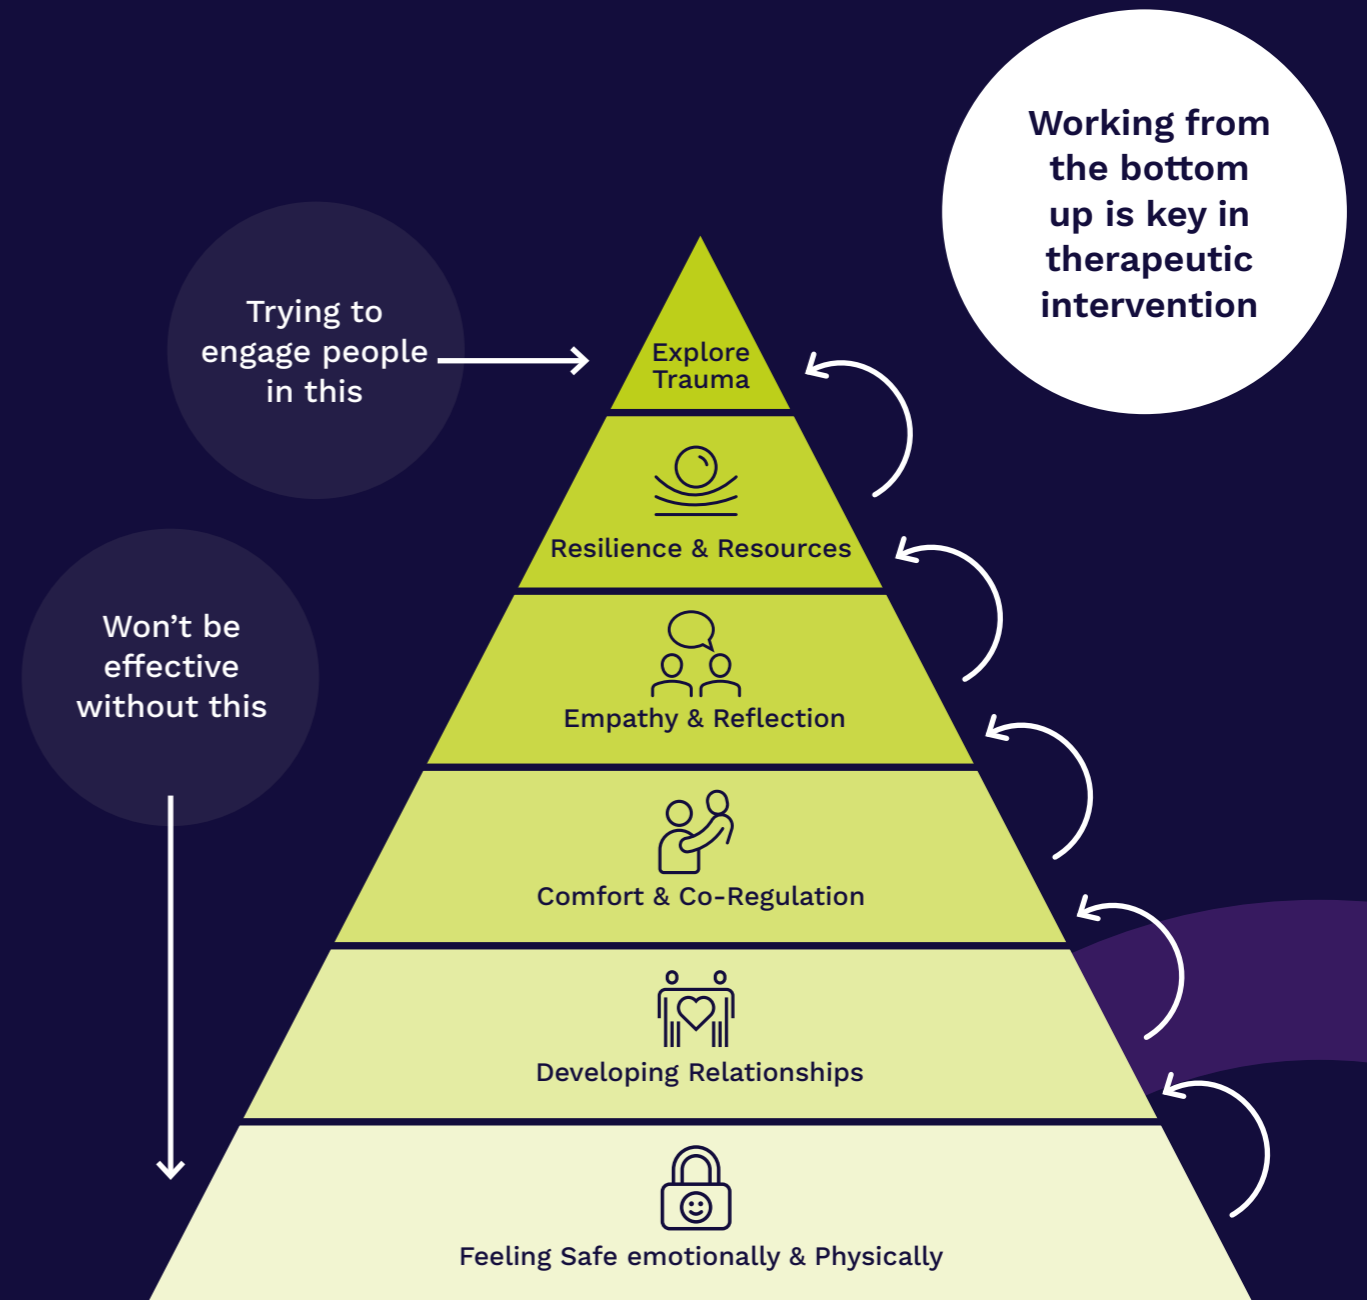 Working from
the bottom
up is key in
therapeutic
intervention
Trying to
engage people
in this
Explore
Trauma
Resilience & Resources
Won’t be
effective
without this
Empathy & Reflection
Comfort & Co-Regulation
Developing Relationships
Feeling Safe emotionally & Physically